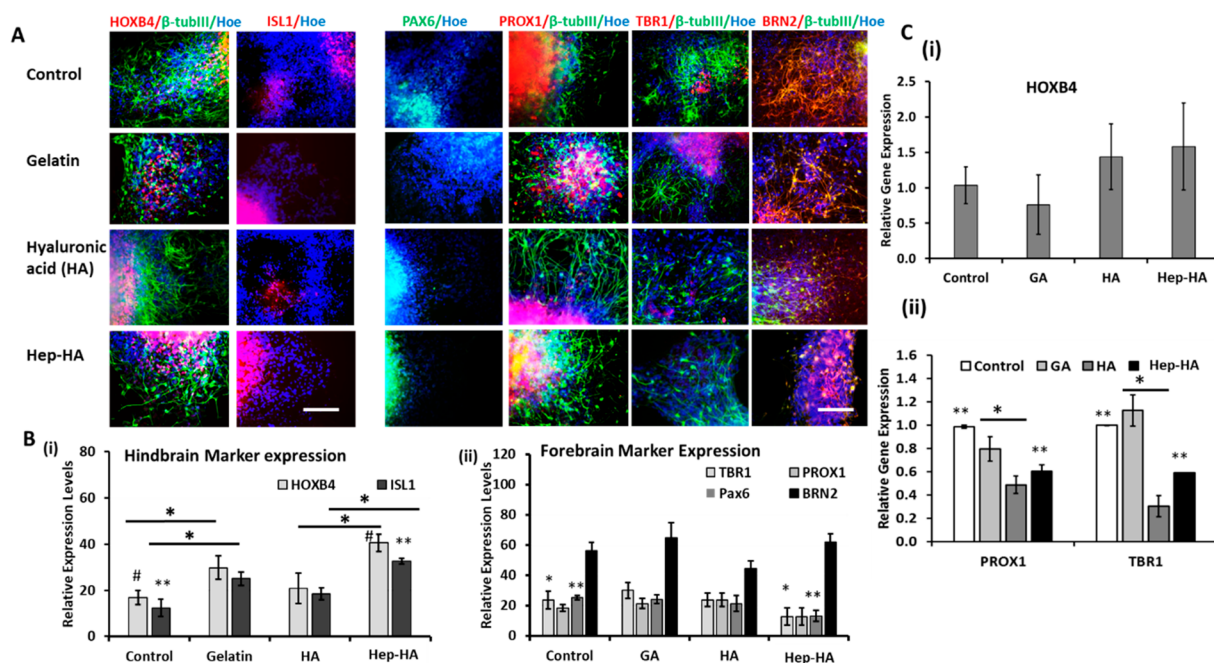 A
HOXB4/β-tubIII/Hoe ISL1/Hoe PAX6/Hoe PROX1/β-tubIII/Hoe TBR1/β-tubIII/Hoe BRN2/β-tubIII/Hoe
Control
Gelatin
Hyaluronic
acid (HA)
Hep-HA
B
(i)
Hindbrain Marker expression
HOXB4 ISL1
Relative Expression Levels
80
60
40
20
0
* * * *
# ** # **
Control Gelatin HA Hep-HA
(ii)
Forebrain Marker Expression
TBR1 PROX1
Pax6 BRN2
Relative Expression Levels
120
100
80
60
40
20
0
* ** * **
Control GA HA Hep-HA
C
(i)
HOXB4
Relative Gene Expression
2.5
2.0
1.5
1.0
0.5
0.0
Control GA HA Hep-HA
(ii)
Control GA HA Hep-HA
Relative Gene Expression
1.6
1.4
1.2
1
0.8
0.6
0.4
0.2
0.0
** * ** ** * **
PROX1 TBR1